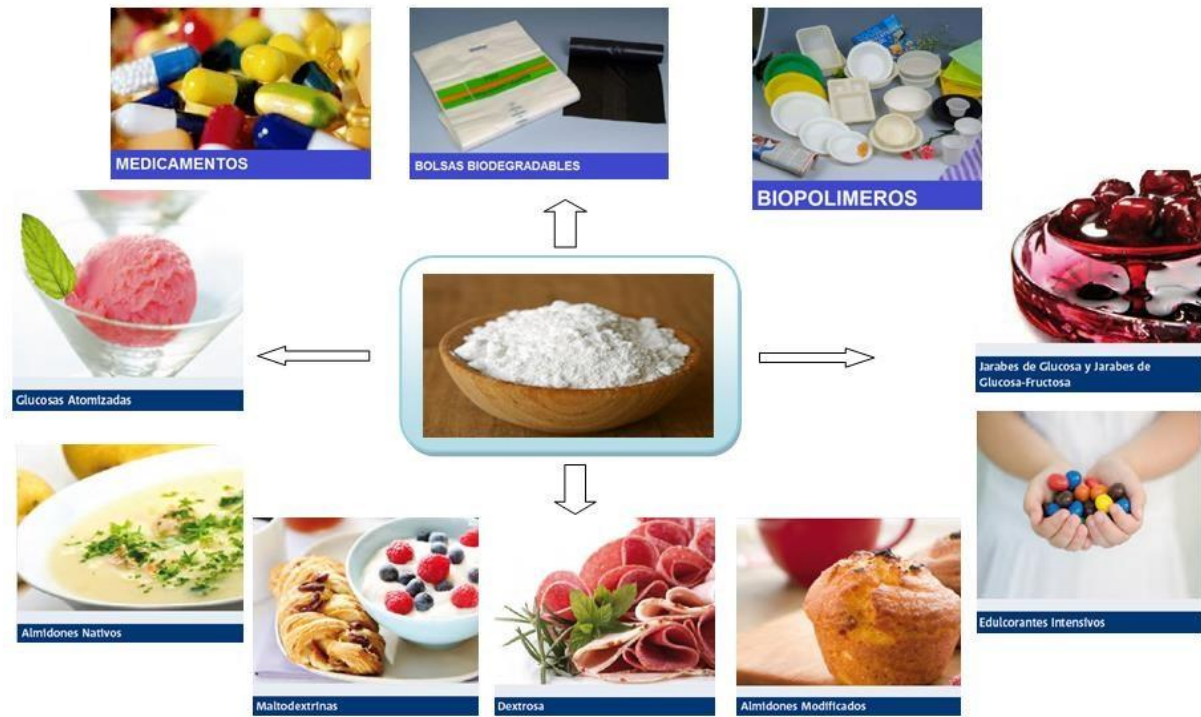 MEDICAMENTOS
BOLSAS BIODEGRADABLES
BIOPOLIMEROS
Glucosas Atomizadas
Jarabes de Glucosa y Jarabes de
Glucosa-Fructosa
Almidones Nativos
Edulcorantes Intensivos
Maltodextrinas
Dextrosa
Almidones Modificados